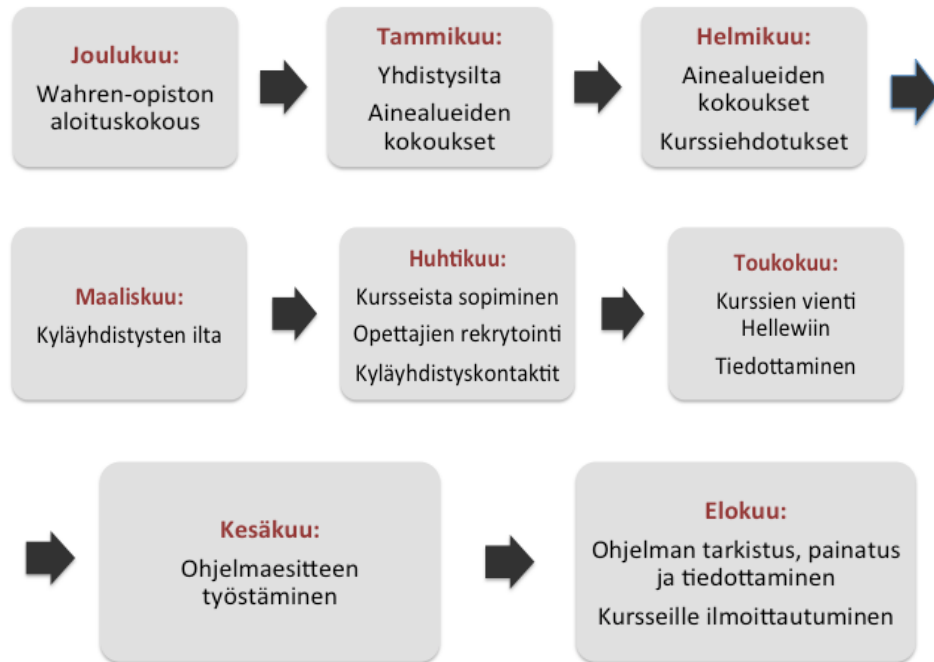 Joulukuu:
Wahren-opiston
aloituskokous
Tammikuu:
Yhdistysilta
Ainealueiden
kokoukset
Helmikuu:
Ainealueiden
kokoukset
Kurssiehdotukset
Maaliskuu:
Kyläyhdistysten ilta
Huhtikuu:
Kursseista sopiminen
Opettajien rekrytointi
Kyläyhdistyskontaktit
Toukokuu:
Kurssien vienti
Hellewiin
Tiedottaminen
Kesäkuu:
Ohjelmaesitteen
työstäminen
Elokuu:
Ohjelman tarkistus, painatus
ja tiedottaminen
Kursseille ilmoittautuminen